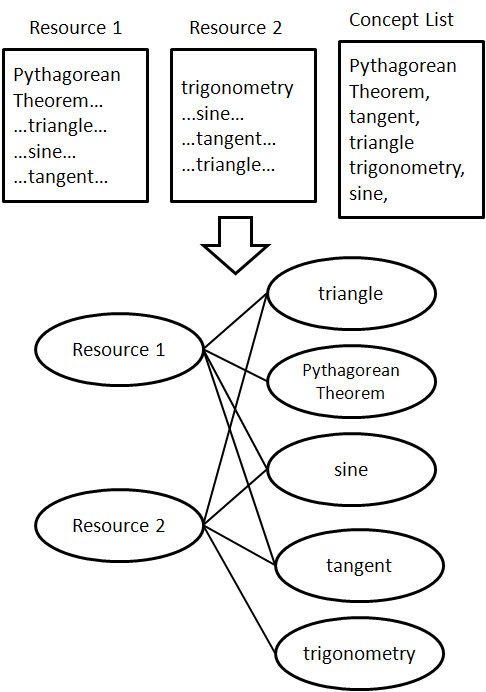 Resource 1
Pythagorean
Theorem...
...triangle...
...sine...
...tangent...
Resource 2
trigonometry
...sine...
...tangent...
...triangle...
Concept List
Pythagorean
Theorem,
tangent,
triangle
trigonometry,
sine,
Resource 1
Resource 2
triangle
Pythagorean
Theorem
sine
tangent
trigonometry